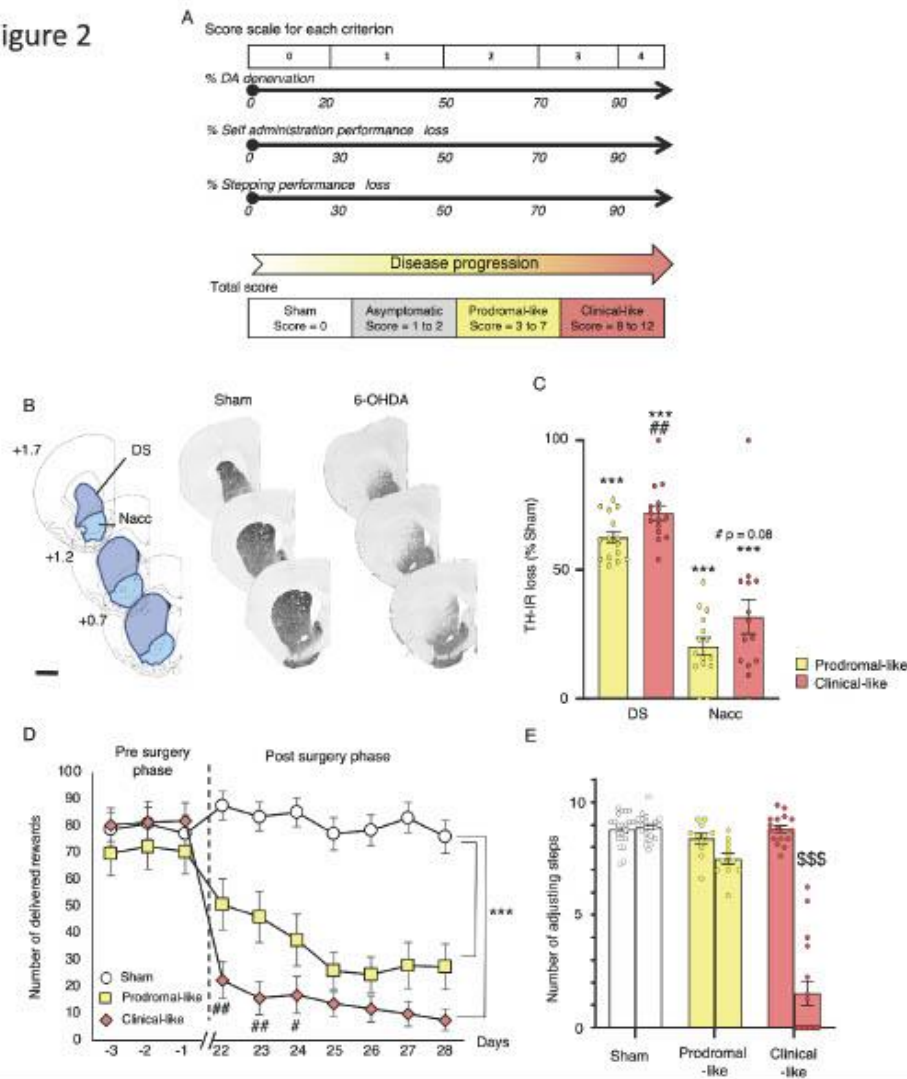 igure 2
A
Score scale for each criterion
0 1 2 3 4
% DA denervation
0 20 50 70 90
% Self administration performance loss
0 30 50 70 90
% Stepping performance loss
0 30 50 70 90
Disease progression
Total score
Sham Asymptomatic Prodromal-like Clinical-like
Score = 0 Score = 1 to 2 Score = 3 to 7 Score = 8 to 12
B
Sham 6-OHDA
+1.7
DS
Nacc
+1.2
+0.7
C
TH-IR loss (% Sham)
100
50
0
***
***
##
***
# p = 0.08
***
DS Nacc
Prodromal-like
Clinical-like
D
Pre surgery
phase
Post surgery phase
Number of delivered rewards
100
90
80
70
60
50
40
30
20
10
0
***
Sham
Prodromal-like
Clinical-like
## ## #
-3 -2 -1 22 23 24 25 26 27 28 Days
E
Number of adjusting steps
10
5
0
$$$
Sham Prodromal Clinical
-like -like